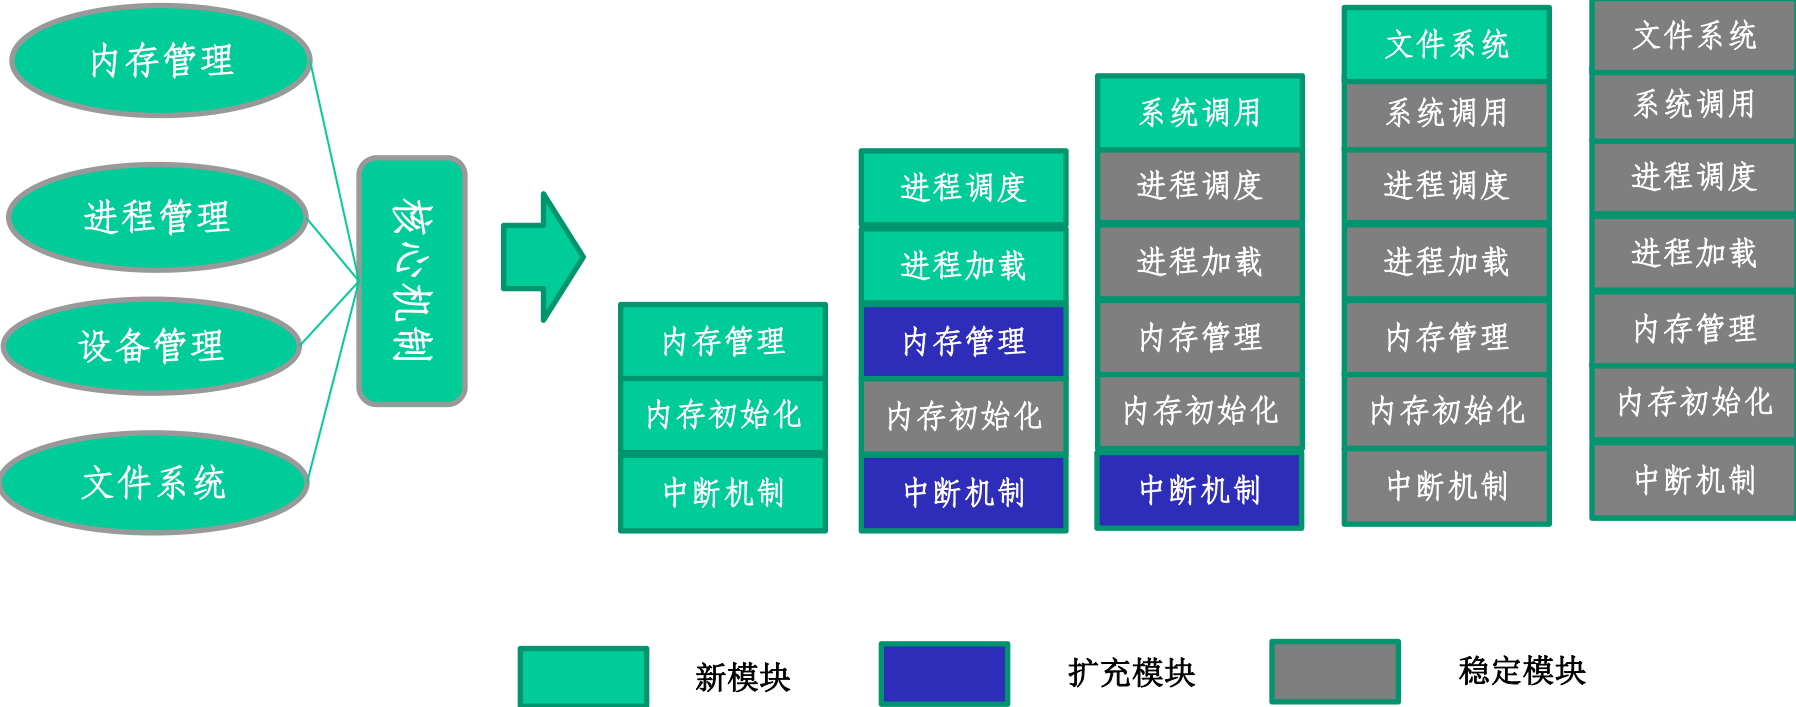 内存管理
进程管理
设备管理
文件系统
核心机制
内存管理
内存初始化
中断机制
进程调度
进程加载
内存管理
内存初始化
中断机制
系统调用
进程调度
进程加载
内存管理
内存初始化
中断机制
文件系统
系统调用
进程调度
进程加载
内存管理
内存初始化
中断机制
文件系统
系统调用
进程调度
进程加载
内存管理
内存初始化
中断机制
新模块
扩充模块
稳定模块